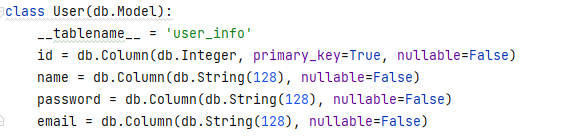 class User(db.Model):
    __tablename__ = 'user_info'
    id = db.Column(db.Integer, primary_key=True, nullable=False)
    name = db.Column(db.String(128), nullable=False)
    password = db.Column(db.String(128), nullable=False)
    email = db.Column(db.String(128), nullable=False)